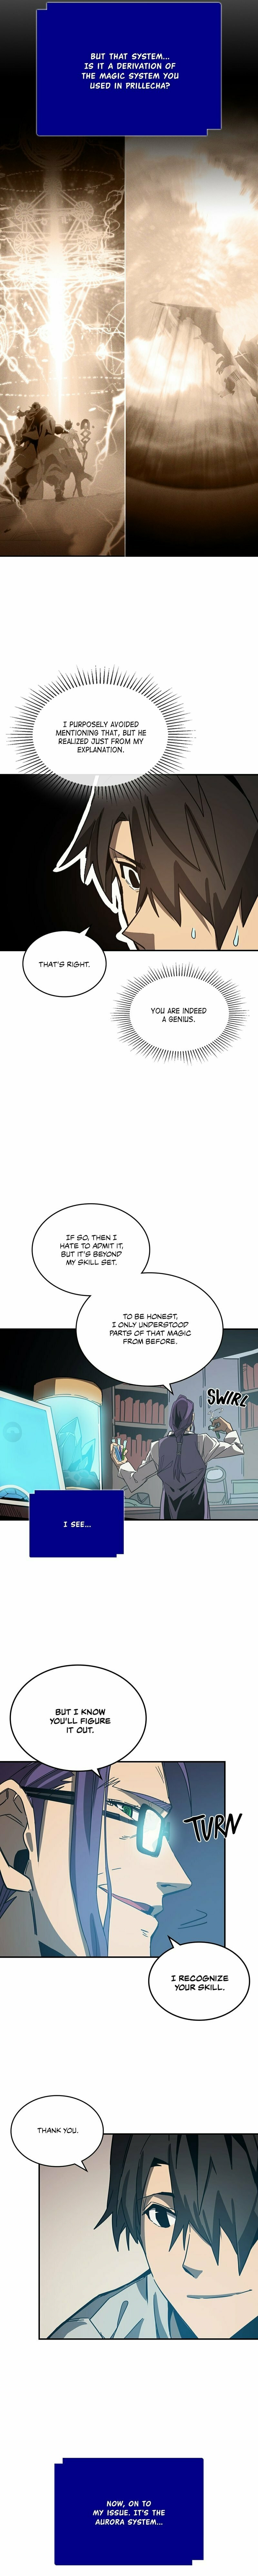 BUT THAT SYSTEM...
IS IT A DERIVATION OF
THE MAGIC SYSTEM YOU
USED IN PRILLECHA?
I PURPOSELY AVOIDED
MENTIONING THAT, BUT HE
REALIZED JUST FROM MY
EXPLANATION.
THAT'S RIGHT.
YOU ARE INDEED
A GENIUS.
IF SO, THEN I
HATE TO ADMIT IT,
BUT IT'S BEYOND
MY SKILL SET.
TO BE HONEST,
I ONLY UNDERSTOOD
PARTS OF THAT MAGIC
FROM BEFORE.
SWIRL
I SEE...
BUT I KNOW
YOU'LL FIGURE
IT OUT.
TURN
I RECOGNIZE
YOUR SKILL.
THANK YOU.
NOW, ON TO
MY ISSUE. IT'S THE
AURORA SYSTEM...